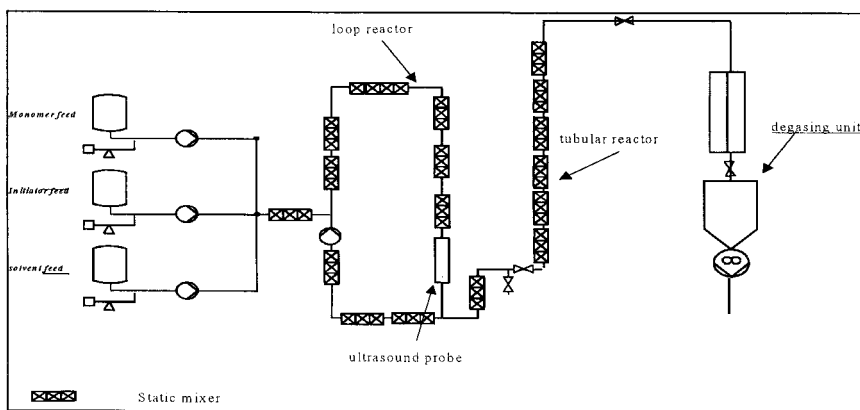 loop reactor
Monomer feed
tubular reactor
degasing unit
Initiator feed
solvent feed
ultrasound probe
Static mixer